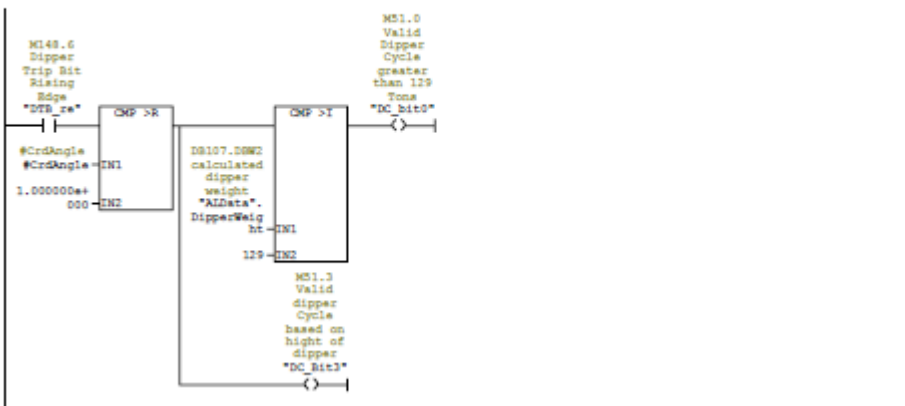 M51.0
Valid
Dipper
Cycle
greater
than 129
Tons
"DC_bit0"
M148.6
Dipper
Trip Bit
Rising
Edge
"DTB_re"
CMP >R
CMP >I
#CrdAngle
#CrdAngle
IN1
1.000000e+
000
IN2
DB107.DBW2
calculated
dipper
weight
"ALData".
DipperWeig
ht
IN1
129
IN2
M51.3
Valid
dipper
Cycle
based on
hight of
dipper
"DC_Bit3"